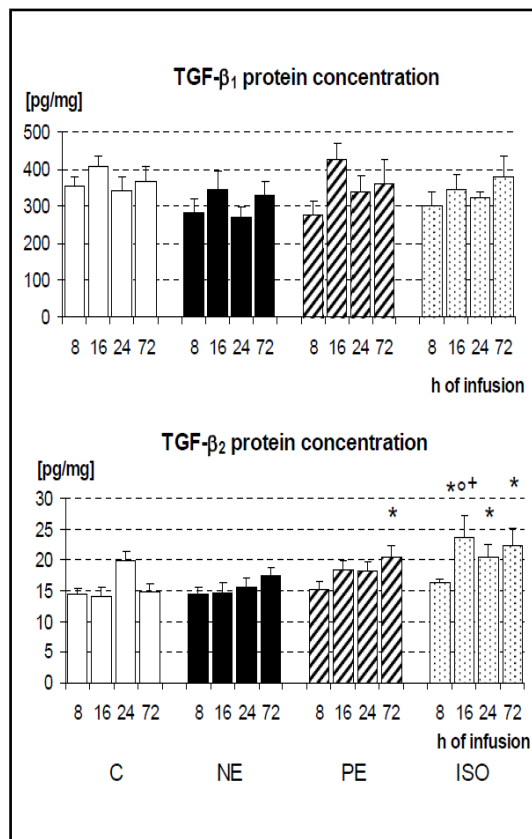 TGF-β₁ protein concentration
[pg/mg]
500
400
300
200
100
0
8 16 24 72 8 16 24 72 8 16 24 72 8 16 24 72
h of infusion
TGF-β₂ protein concentration
[pg/mg]
30
25
20
15
10
5
0
*
*°+
*
*
8 16 24 72 8 16 24 72 8 16 24 72 8 16 24 72
h of infusion
C NE PE ISO